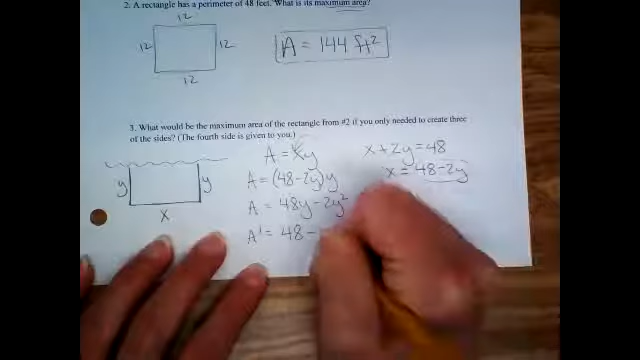 2. A rectangle has a perimeter of 48 feet. What is its maximum area?
12
12 12
12
A = 144 ft²
3. What would be the maximum area of the rectangle from #2 if you only needed to create three
of the sides? (The fourth side is given to you.)
A = xy
x + 2y = 48
A = (48 - 2y)y
x = 48 - 2y
y y
x
A = 48y - 2y²
A' = 48 -